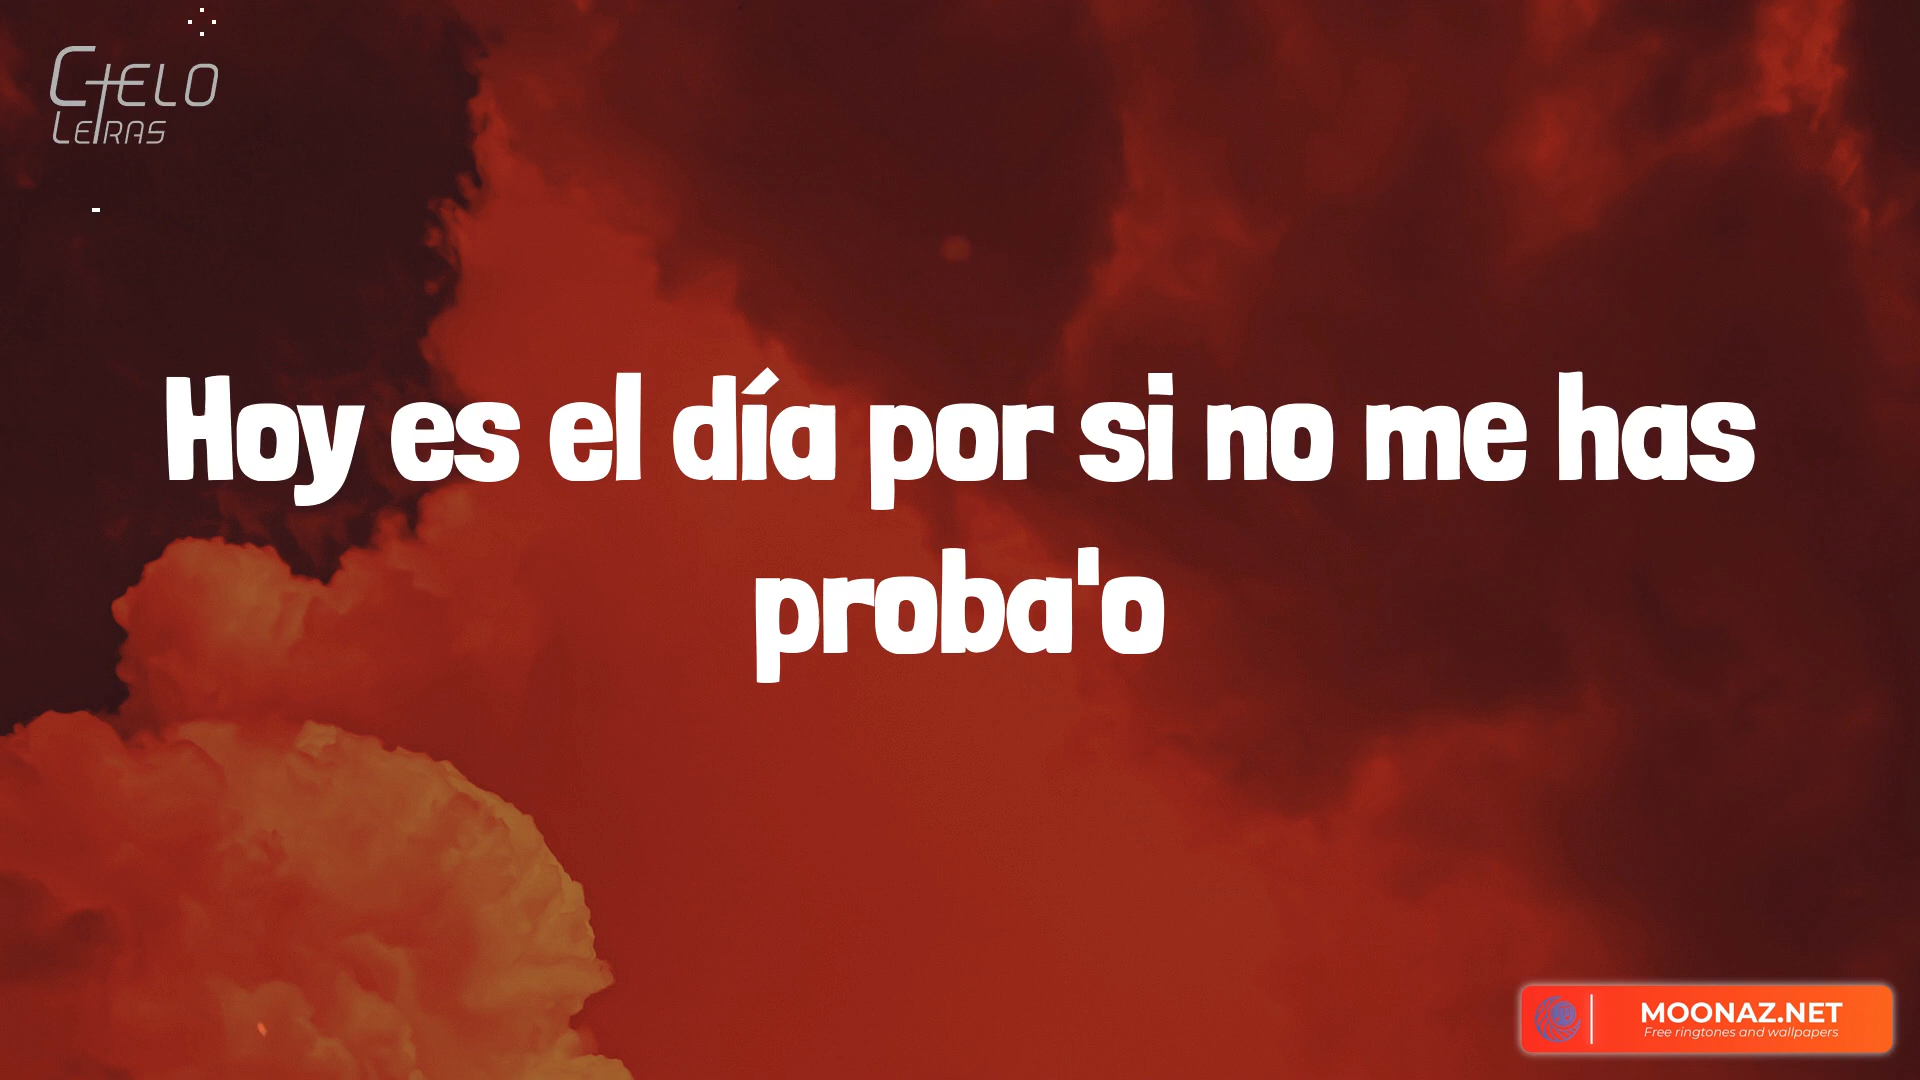 CIELO
LETRAS
Hoy es el día por si no me has
proba'o
MOONAZ.NET
Free ringtones and wallpapers